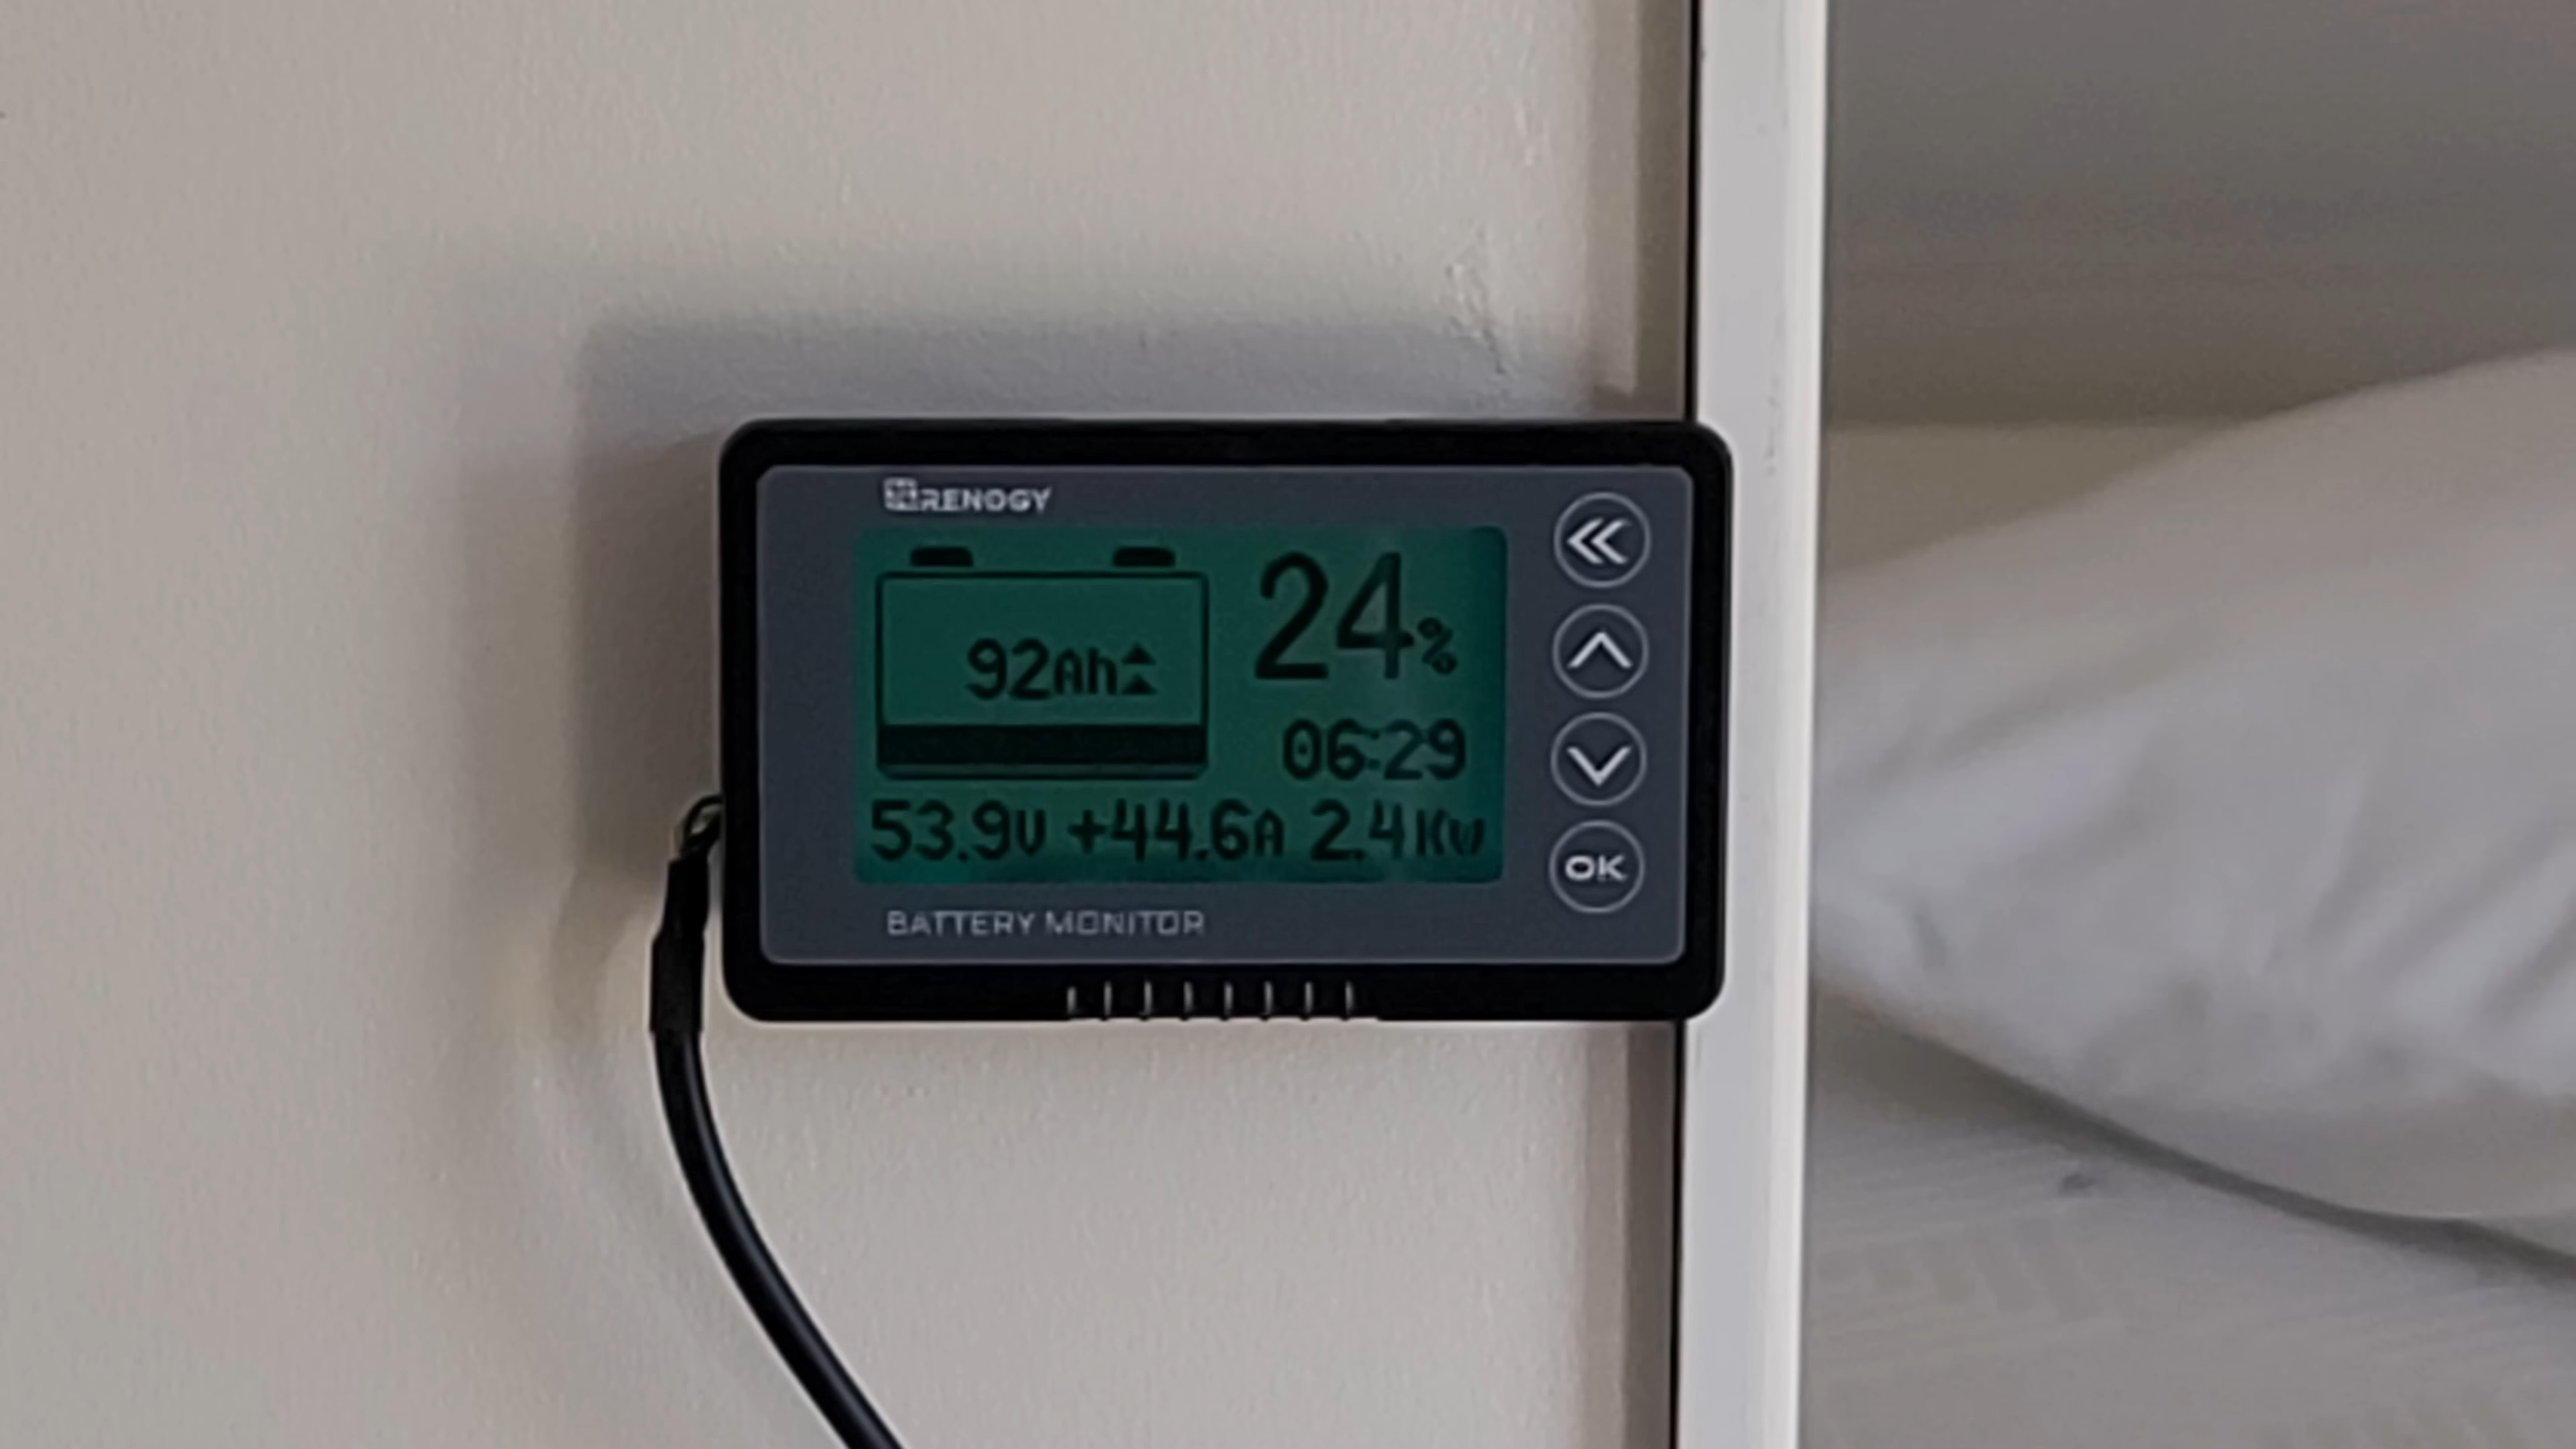 RENOGY
24%
92Ah
06:29
53.9V +44.6A 2.4KW
BATTERY MONITOR
OK